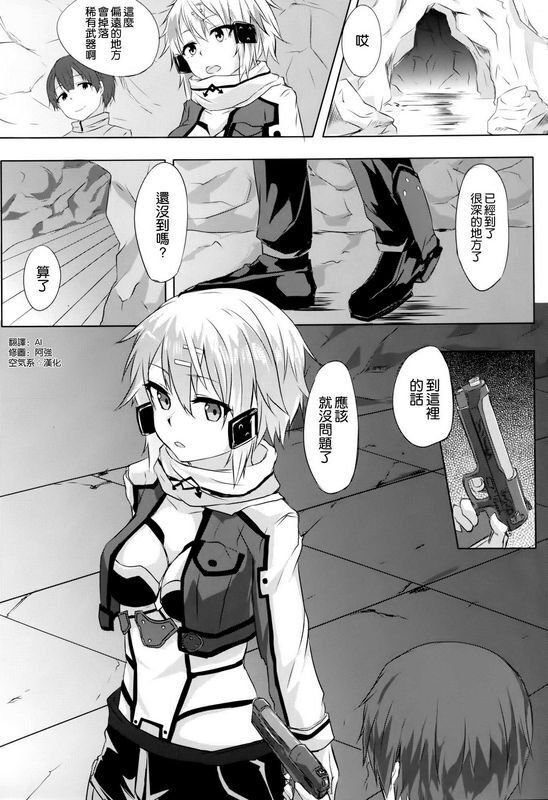 哎
這麼
偏遠的地方
會掉落
稀有武器啊
已經到了
很深的地方了
還沒到嗎？
算了
翻譯：AI
修圖：阿強
空氣系☆漢化
到這裡
的話
應該
就沒問題了